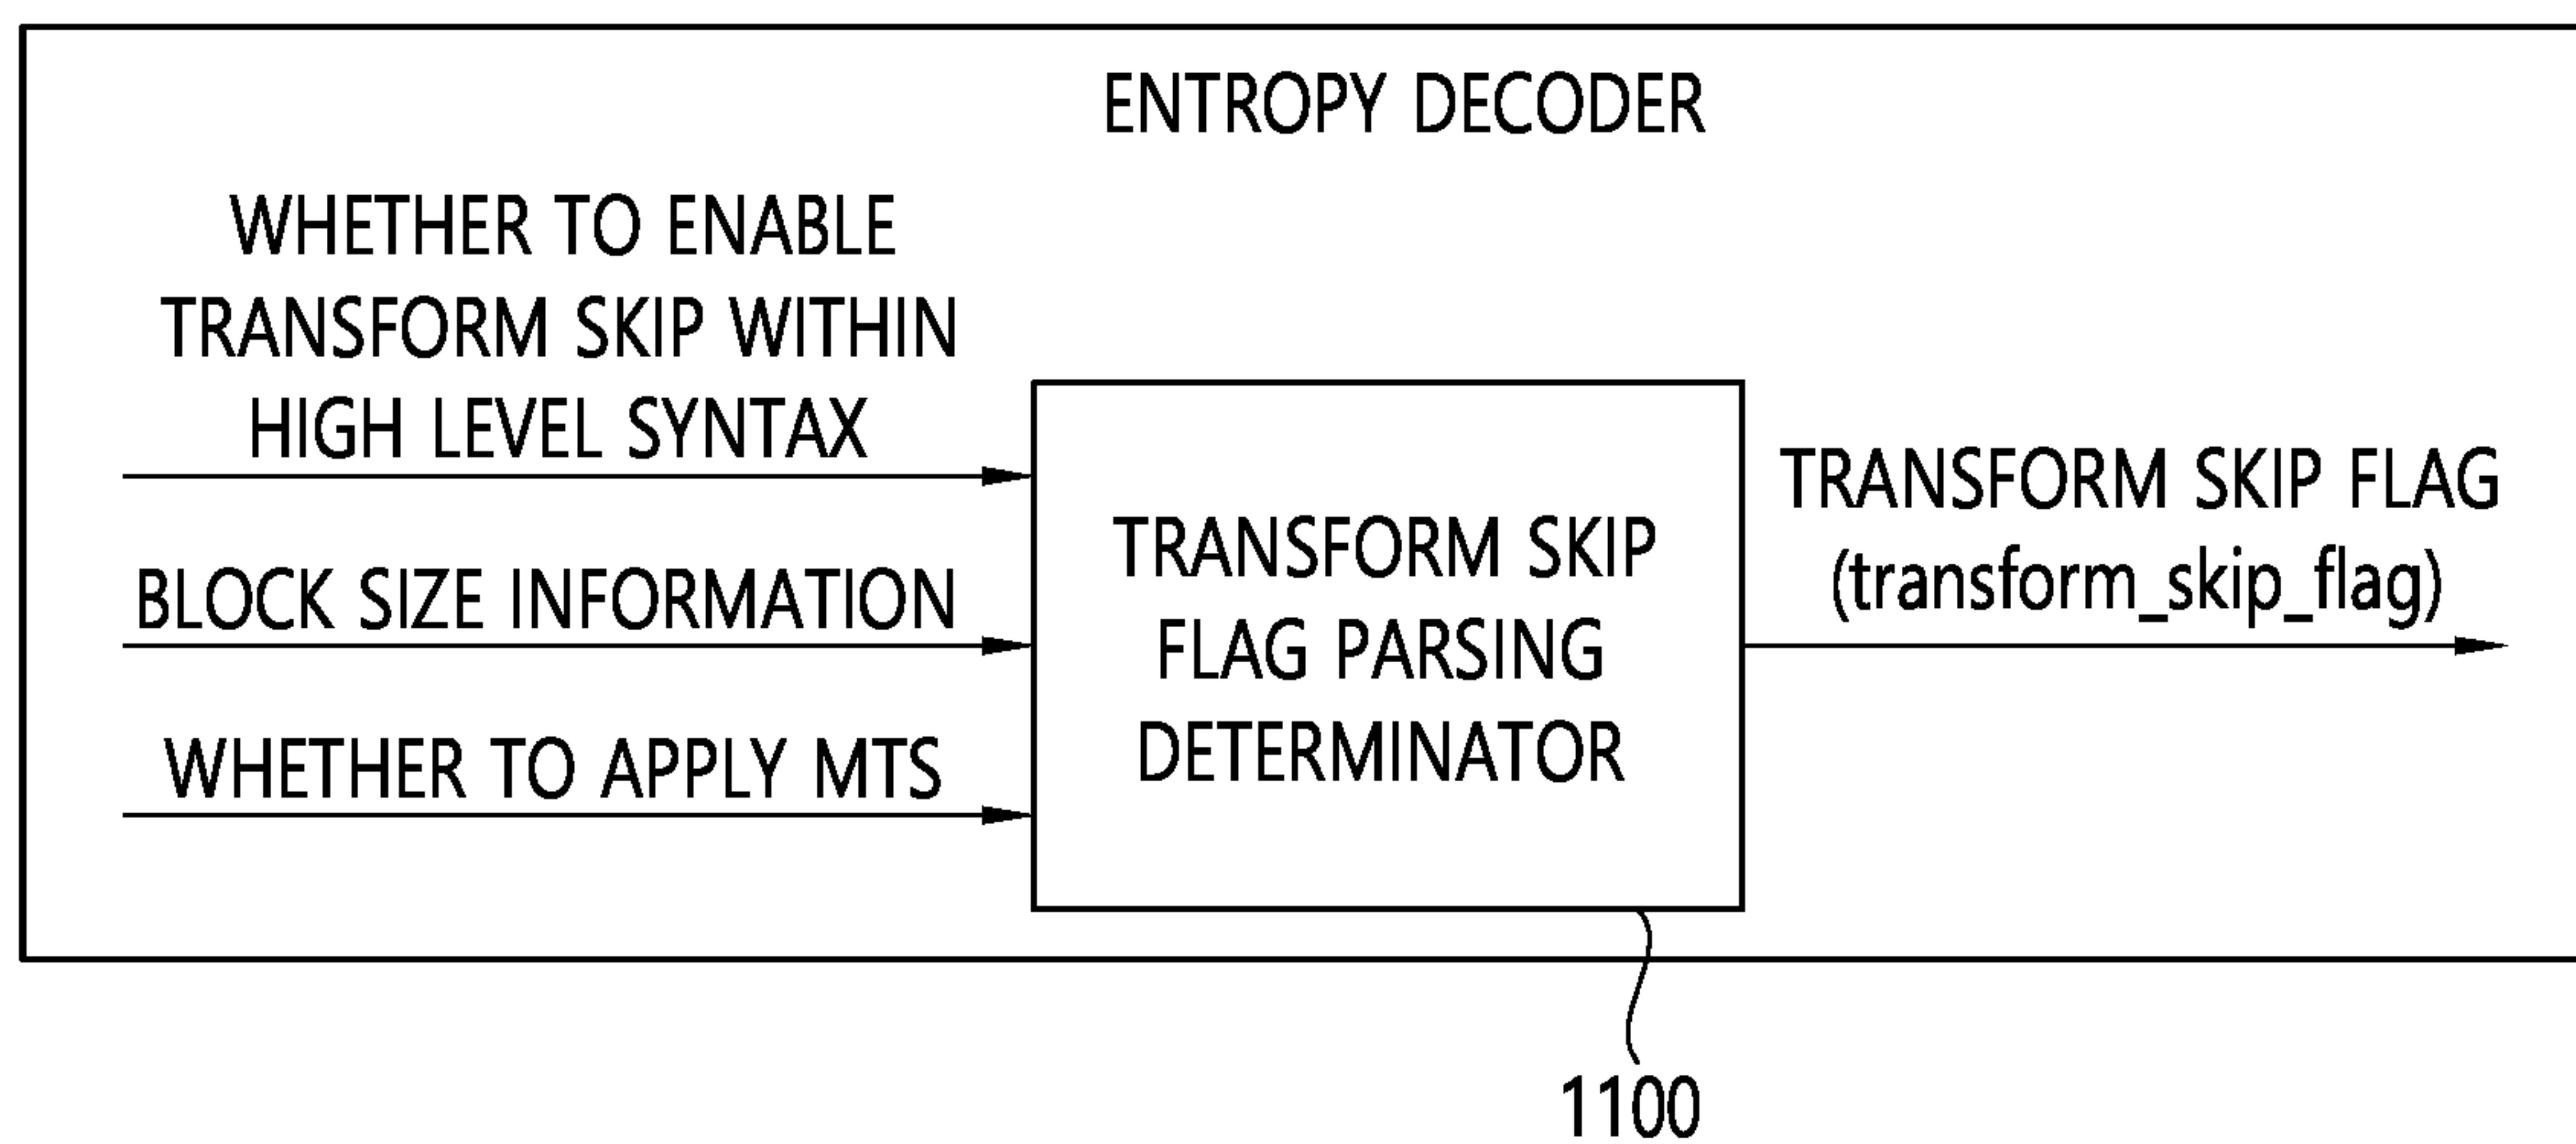 ENTROPY DECODER
WHETHER TO ENABLE
TRANSFORM SKIP WITHIN
HIGH LEVEL SYNTAX
BLOCK SIZE INFORMATION
WHETHER TO APPLY MTS
TRANSFORM SKIP
FLAG PARSING
DETERMINATOR
TRANSFORM SKIP FLAG
(transform_skip_flag)
1100